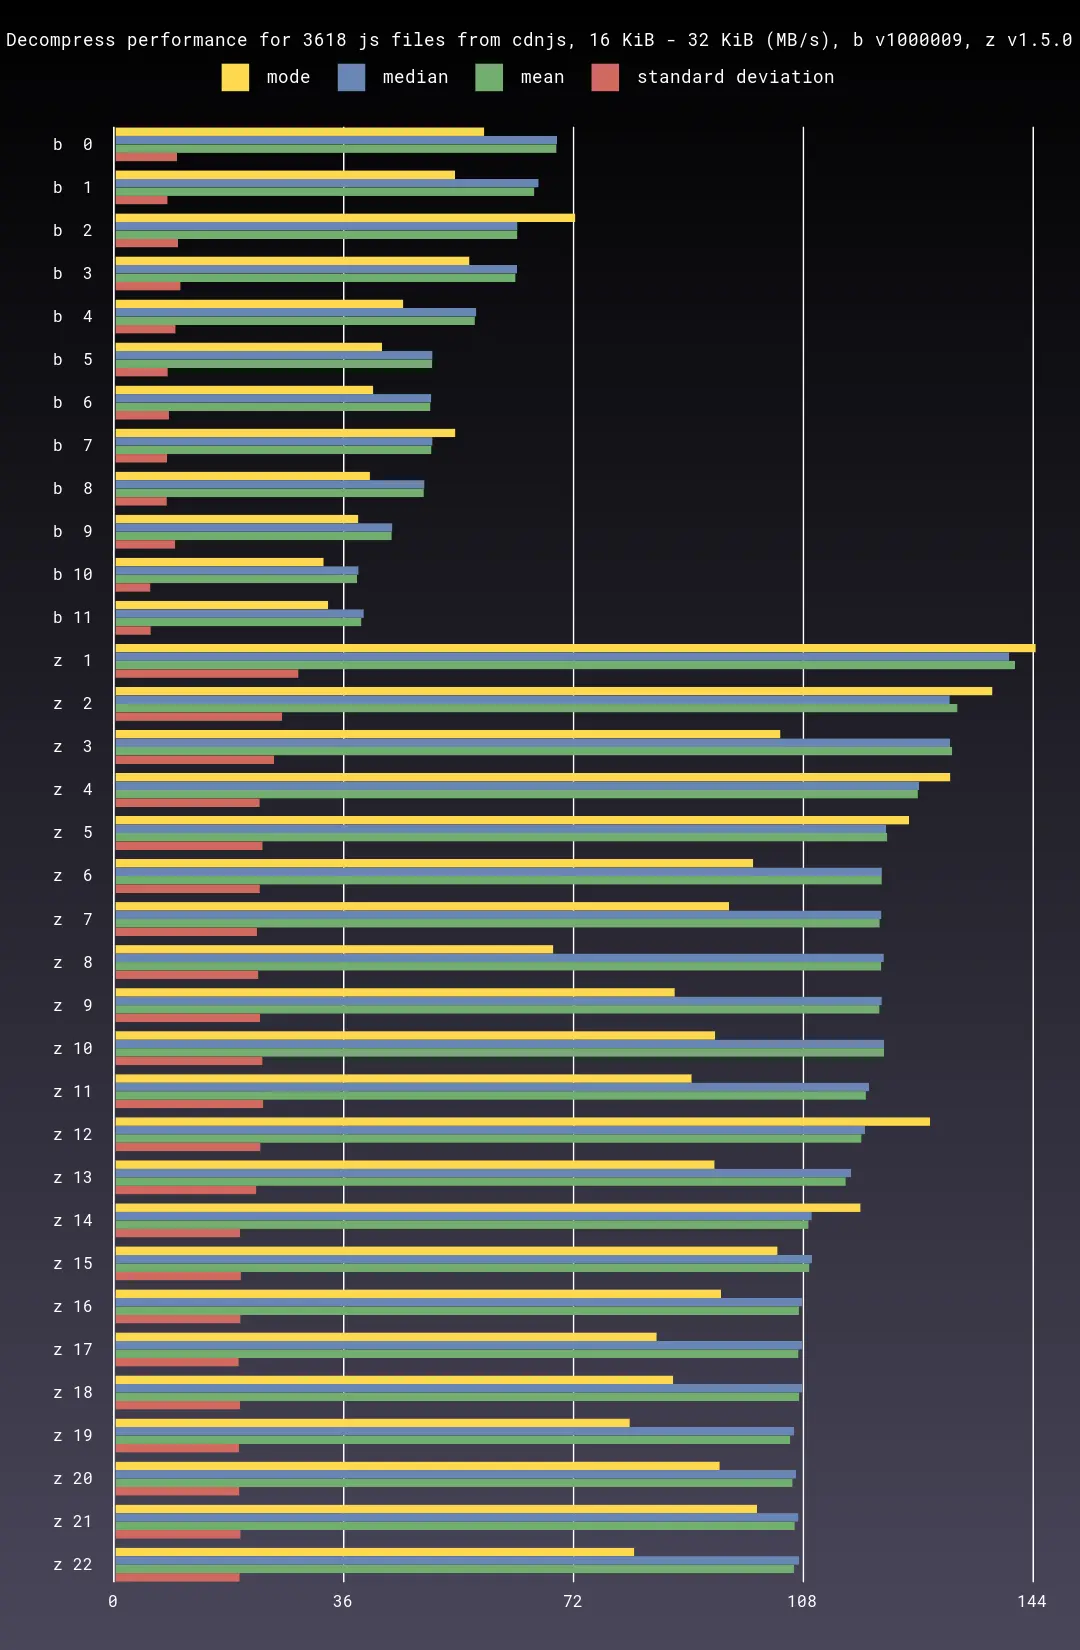 Decompress performance for 3618 js files from cdnjs, 16 KiB - 32 KiB (MB/s), b v1000009, z v1.5.0
mode median mean standard deviation
b 0
b 1
b 2
b 3
b 4
b 5
b 6
b 7
b 8
b 9
b 10
b 11
z 1
z 2
z 3
z 4
z 5
z 6
z 7
z 8
z 9
z 10
z 11
z 12
z 13
z 14
z 15
z 16
z 17
z 18
z 19
z 20
z 21
z 22
0 36 72 108 144